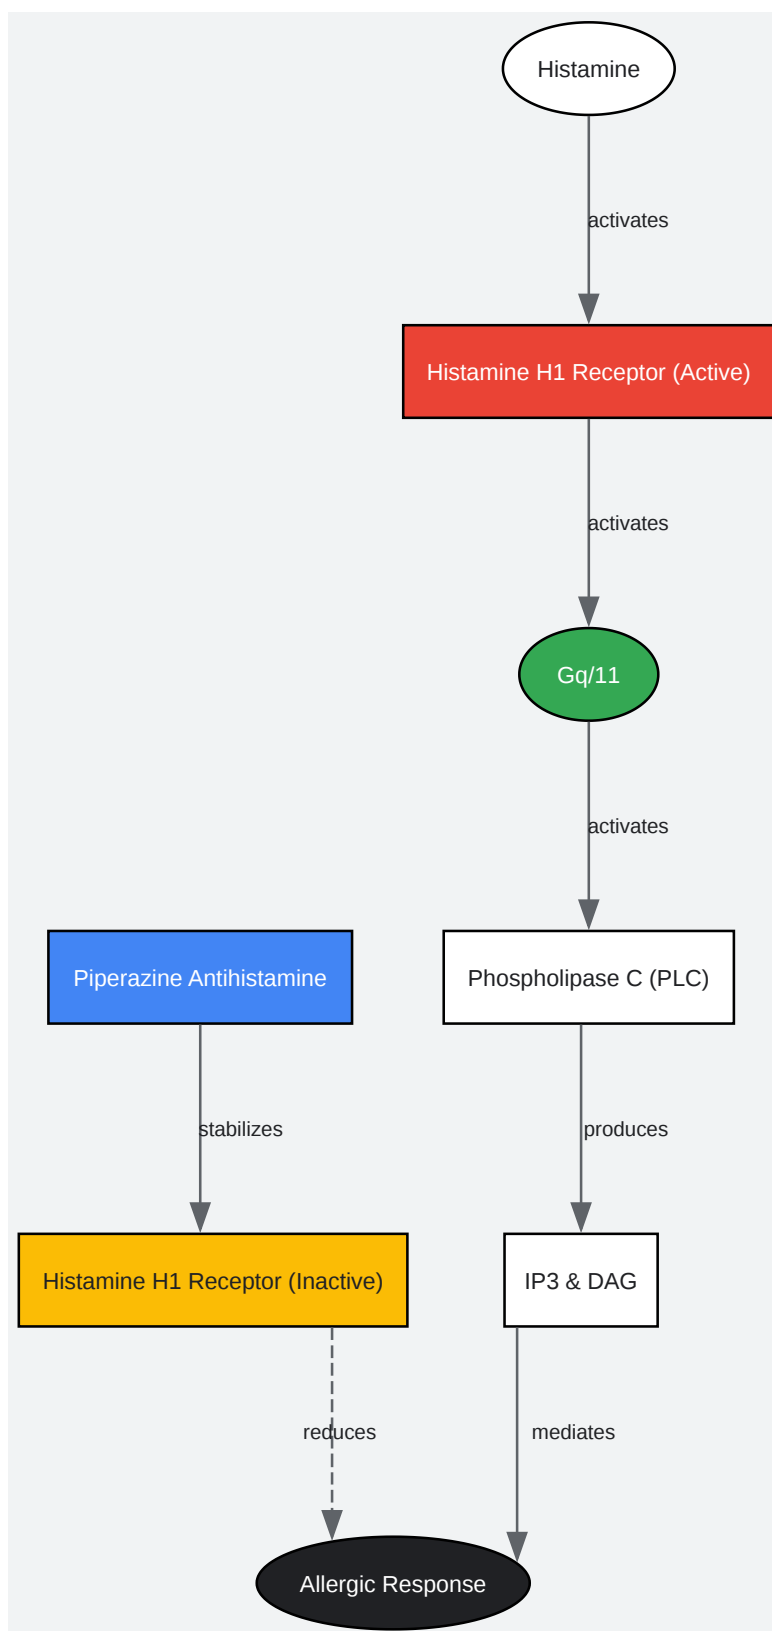 Histamine
activates
Histamine H1 Receptor (Active)
activates
Gq/11
activates
Piperazine Antihistamine
Phospholipase C (PLC)
stabilizes
produces
Histamine H1 Receptor (Inactive)
IP3 & DAG
reduces
mediates
Allergic Response